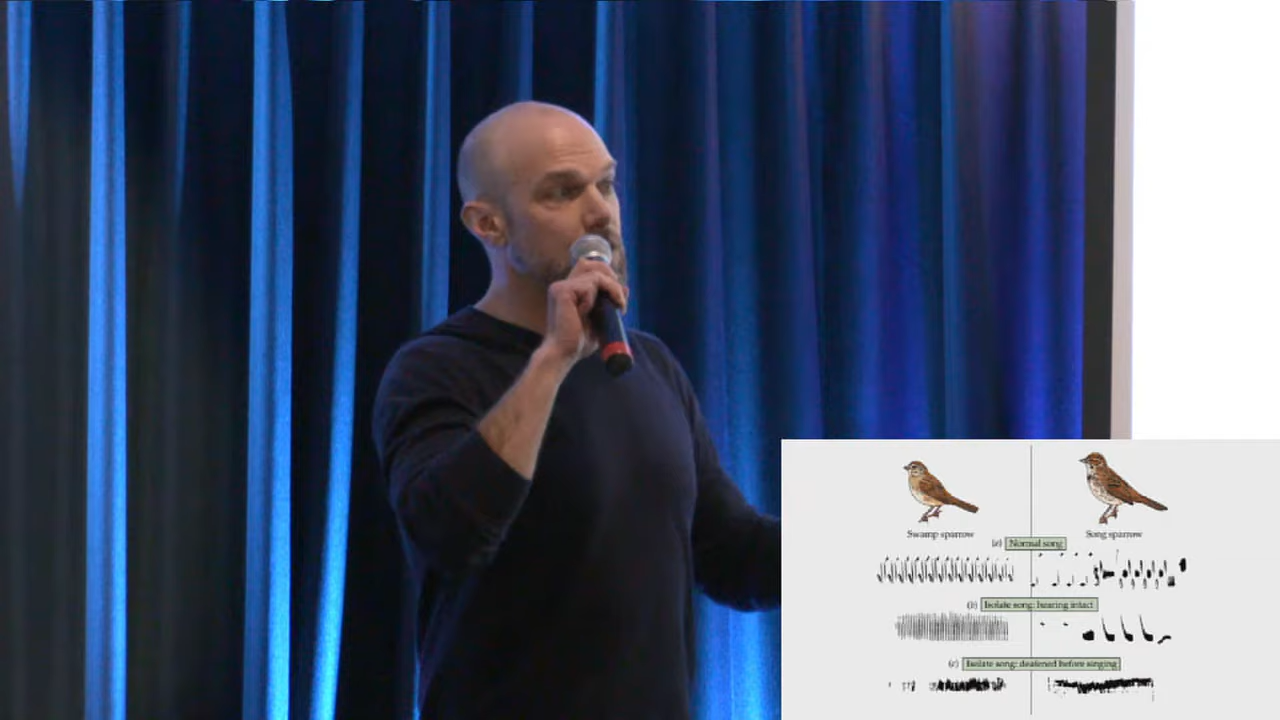 Swamp sparrow
Song sparrow
(a) Normal song
(b) Isolate song: hearing intact
(c) Isolate song: deafened before singing